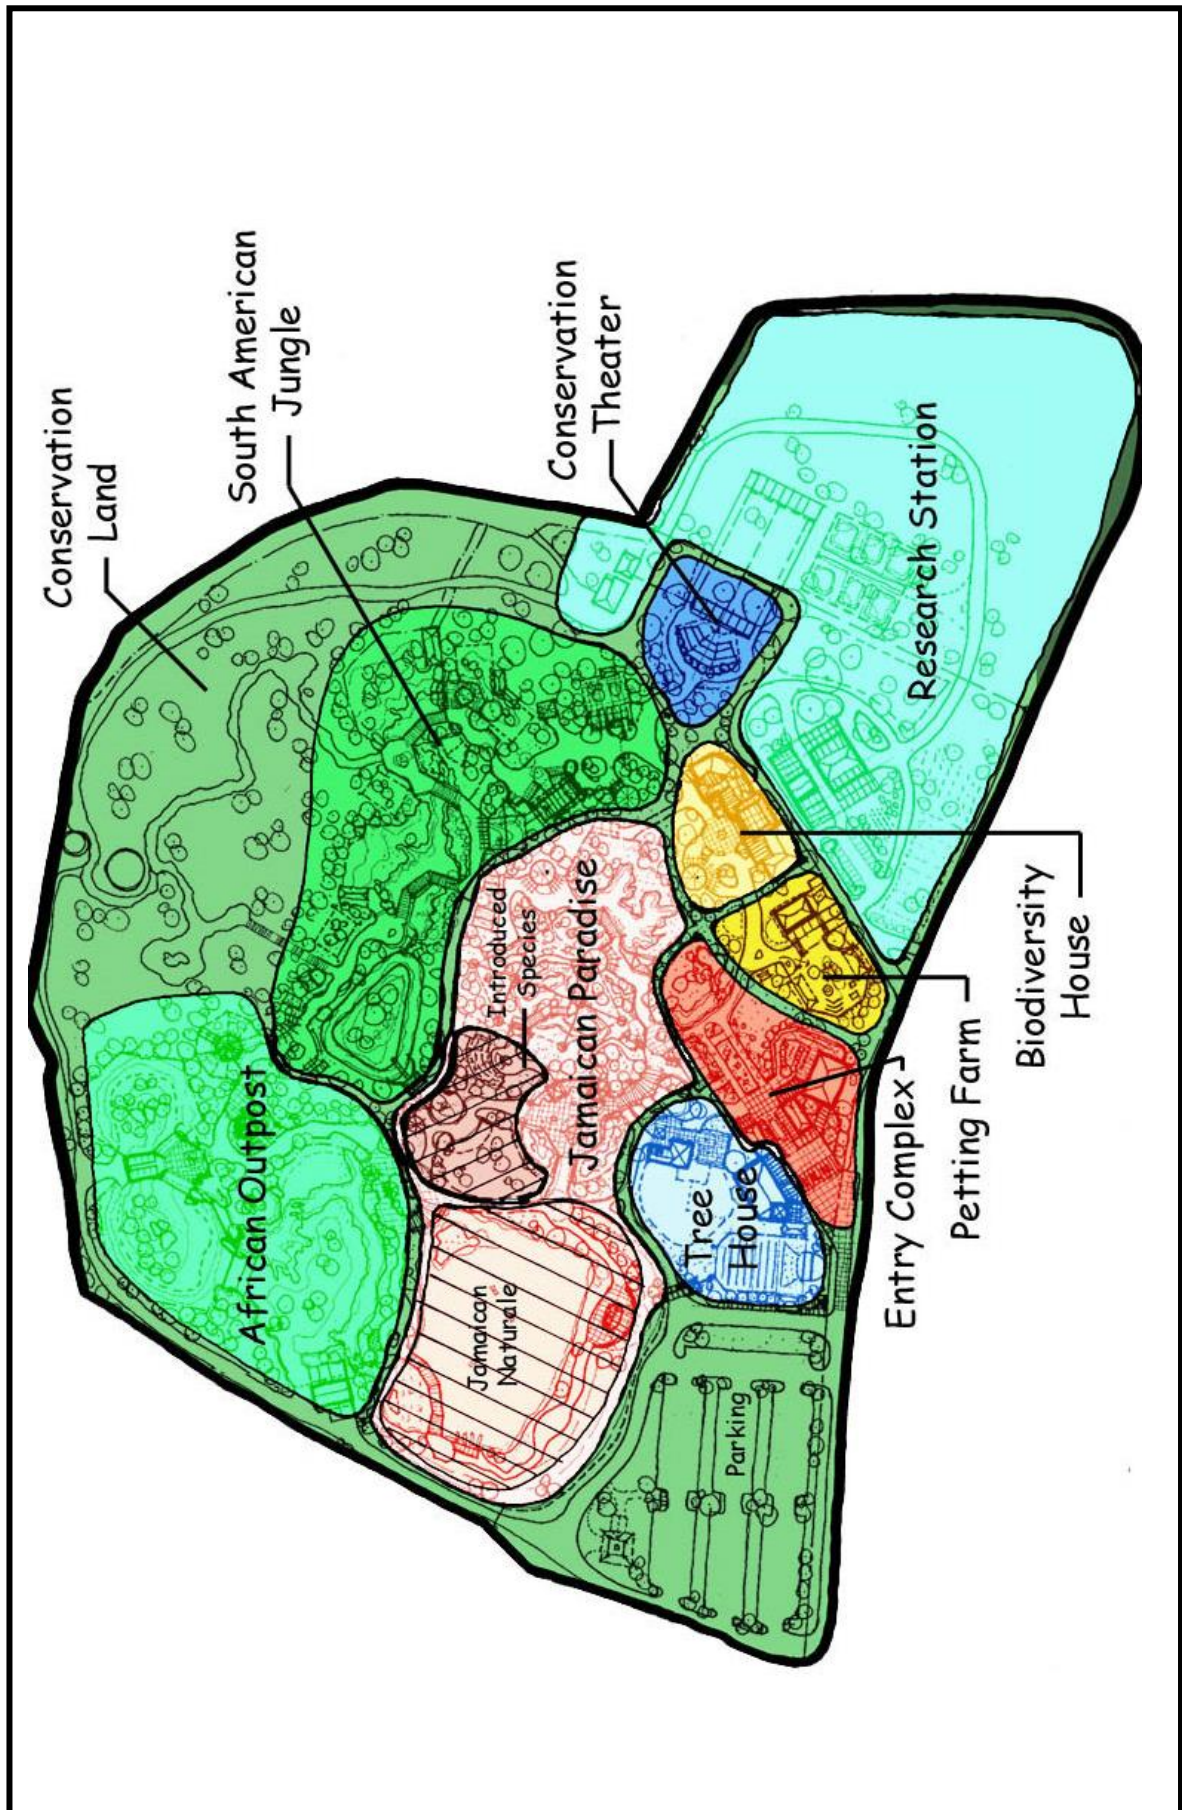 Conservation
Land
South American
Jungle
Conservation
Theater
African Outpost
Introduced
Species
Jamaican Paradise
Jamaican
Naturale
Research Station
Tree
House
Parking
Biodiversity
House
Petting Farm
Entry Complex